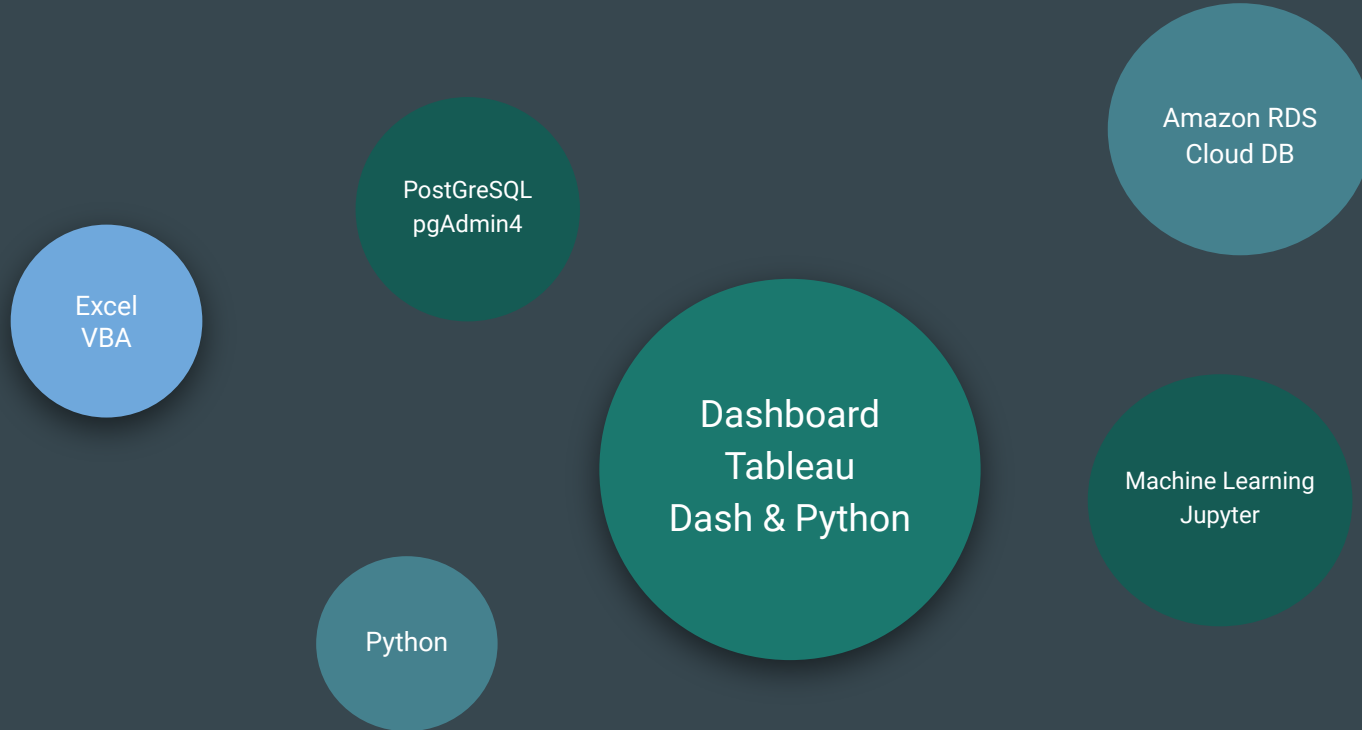 Amazon RDS
Cloud DB
PostGreSQL
pgAdmin4
Excel
VBA
Dashboard
Tableau
Dash & Python
Machine Learning
Jupyter
Python